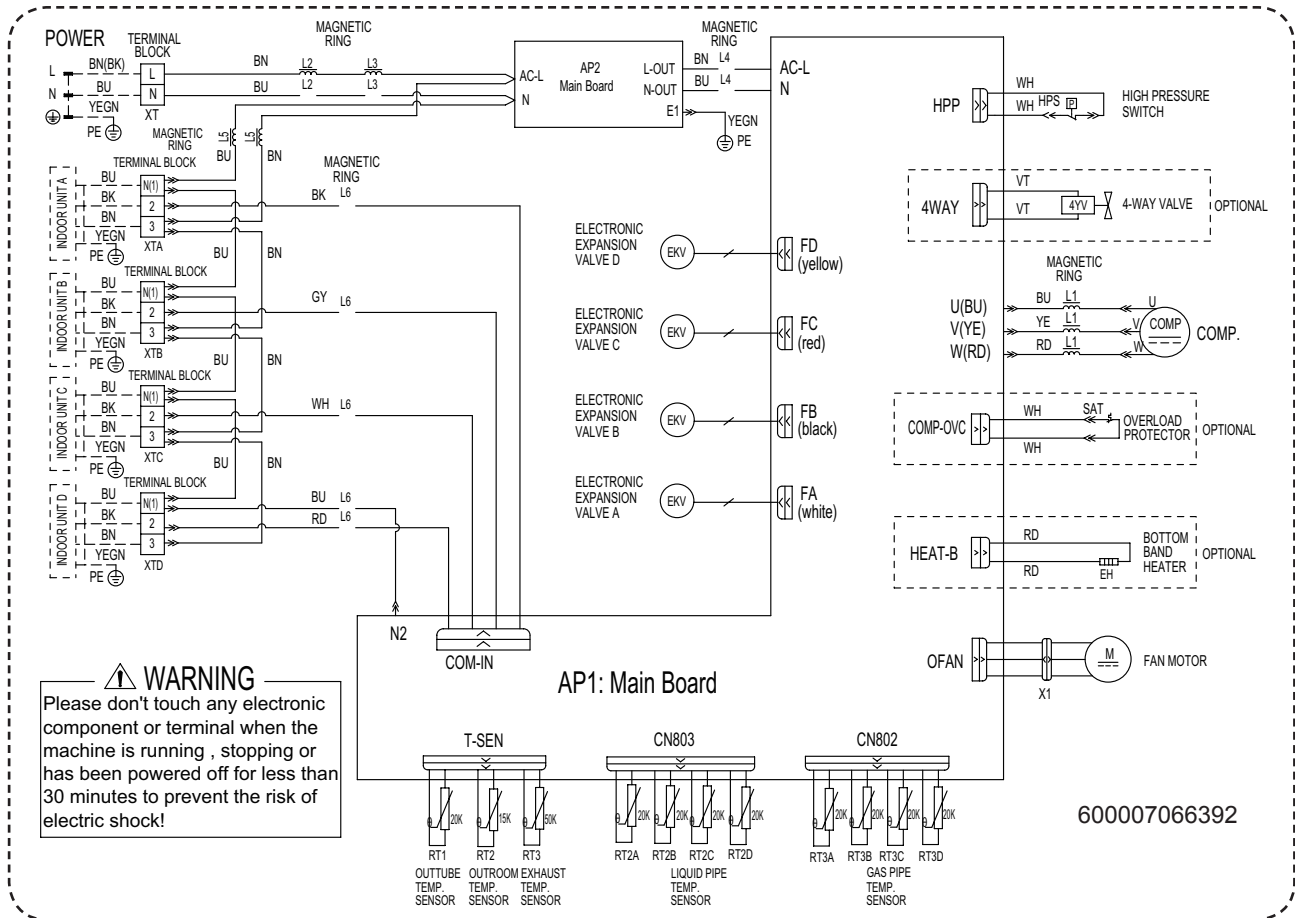 POWER
TERMINAL
BLOCK
MAGNETIC
RING
L
BN(BK)
L
BN
L2
L3
N
BU
N
BU
L2
L3
YEGN
XT
PE
AC-L
N
AP2
Main Board
L-OUT
N-OUT
E1
MAGNETIC
RING
BN
L4
BU
L4
YEGN
PE
AC-L
N
MAGNETIC
RING
L5
L5
BU
BN
TERMINAL BLOCK
INDOOR UNIT A
BU
N(1)
BK
2
BN
3
YEGN
XTA
PE
MAGNETIC
RING
BK
L6
BU
BN
TERMINAL BLOCK
INDOOR UNIT B
BU
N(1)
BK
2
BN
3
YEGN
XTB
PE
GY
L6
BU
BN
TERMINAL BLOCK
INDOOR UNIT C
BU
N(1)
BK
2
BN
3
YEGN
XTC
PE
WH
L6
BU
BN
TERMINAL BLOCK
INDOOR UNIT D
BU
N(1)
BK
2
BN
3
YEGN
XTD
PE
BU
L6
RD
L6
N2
COM-IN
ELECTRONIC
EXPANSION
VALVE D
EKV
FD
(yellow)
ELECTRONIC
EXPANSION
VALVE C
EKV
FC
(red)
ELECTRONIC
EXPANSION
VALVE B
EKV
FB
(black)
ELECTRONIC
EXPANSION
VALVE A
EKV
FA
(white)
HPP
WH
WH
HPS
P
HIGH PRESSURE
SWITCH
4WAY
VT
VT
4YV
4-WAY VALVE
OPTIONAL
MAGNETIC
RING
U(BU)
BU
L1
U
V(YE)
YE
L1
V
W(RD)
RD
L1
W
COMP
COMP.
COMP-OVC
WH
WH
SAT
OVERLOAD
PROTECTOR
OPTIONAL
HEAT-B
RD
RD
EH
BOTTOM
BAND
HEATER
OPTIONAL
OFAN
X1
M
FAN MOTOR
AP1: Main Board
WARNING
Please don't touch any electronic
component or terminal when the
machine is running , stopping or
has been powered off for less than
30 minutes to prevent the risk of
electric shock!
T-SEN
θ
20K
θ
15K
θ
50K
RT1
RT2
RT3
OUTTUBE
TEMP.
SENSOR
OUTROOM
TEMP.
SENSOR
EXHAUST
TEMP.
SENSOR
CN803
θ
20K
θ
20K
θ
20K
θ
20K
RT2A
RT2B
RT2C
RT2D
LIQUID PIPE
TEMP.
SENSOR
CN802
θ
20K
θ
20K
θ
20K
θ
20K
RT3A
RT3B
RT3C
RT3D
GAS PIPE
TEMP.
SENSOR
600007066392